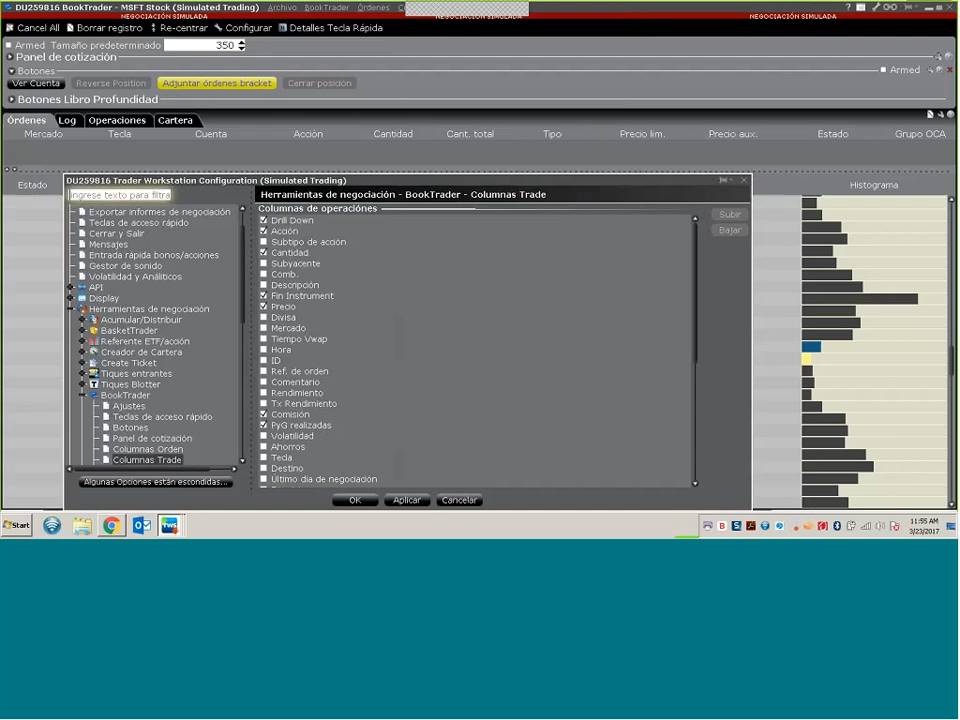 DU259816 BookTrader - MSFT Stock (Simulated Trading) Archivo BookTrader Órdenes
NEGOCIACIÓN SIMULADA NEGOCIACIÓN SIMULADA NEGOCIACIÓN SIMULADA
Cancel All Borrar registro Re-centrar Configurar Detalles Tecla Rápida
Armed Tamaño predeterminado 350
Panel de cotización
Botones Armed
Ver Cuenta Reverse Position Adjuntar órdenes bracket Cerrar posición
Botones Libro Profundidad
Órdenes Log Operaciones Cartera
Mercado Tecla Cuenta Acción Cantidad Cant. total Tipo Precio lim. Precio aux. Estado Grupo OCA
Estado Histograma
DU259816 Trader Workstation Configuration (Simulated Trading)
Ingrese texto para filtra
Herramientas de negociación - BookTrader - Columnas Trade
Exportar informes de negociación
Teclas de acceso rápido
Cerrar y Salir
Mensajes
Entrada rápida bonos/acciones
Gestor de sonido
Volatilidad y Análiticos
API
Display
Herramientas de negociación
Acumular/Distribuir
BasketTrader
Referente ETF/acción
Creador de Cartera
Create Ticket
Tiques entrantes
Tiques Blotter
BookTrader
Ajustes
Teclas de acceso rápido
Botones
Panel de cotización
Columnas Orden
Columnas Trade
Algunas Opciones están escondidas...
Columnas de operaciónes
Drill Down
Acción
Subtipo de acción
Cantidad
Subyacente
Comb.
Descripción
Fin Instrument
Precio
Divisa
Mercado
Tiempo Vwap
Hora
ID
Ref. de orden
Comentario
Rendimiento
Tx Rendimiento
Comisión
PyG realizadas
Volatilidad
Ahorros
Tecla
Destino
Último día de negociación
Subir
Bajar
OK Aplicar Cancelar
Start
11:55 AM
3/23/2017